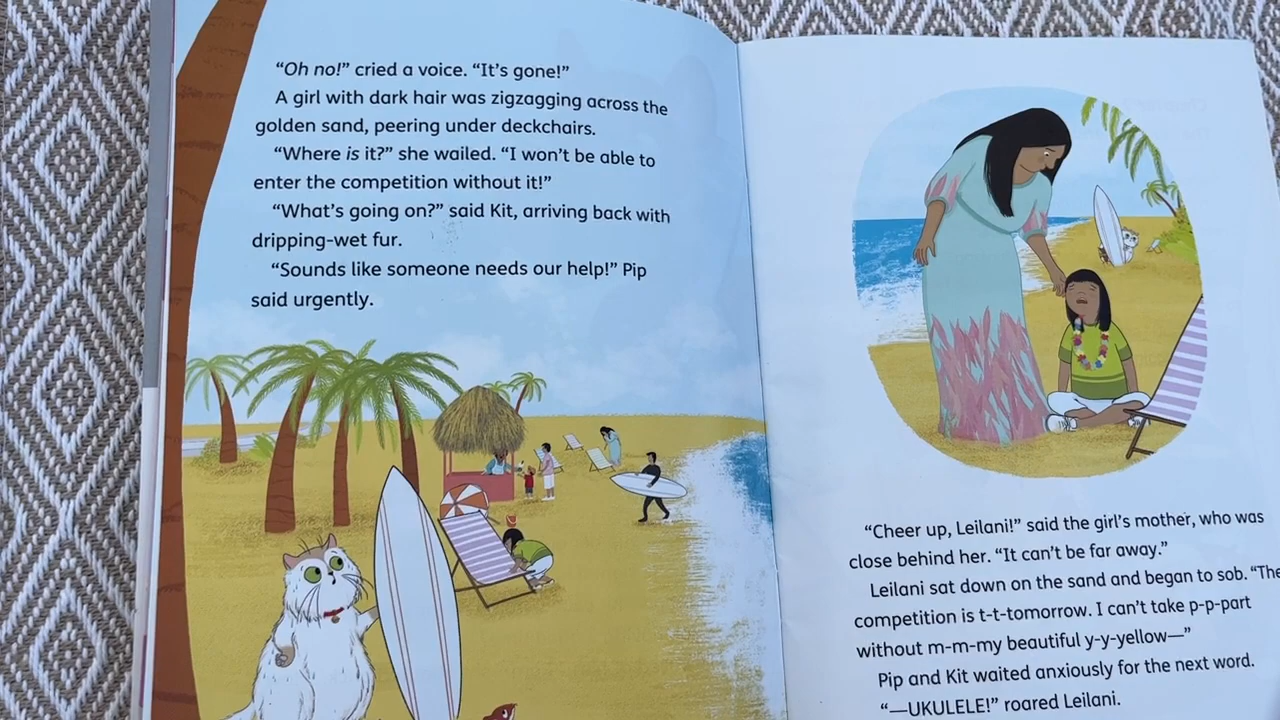 “Oh no!” cried a voice. “It’s gone!”
A girl with dark hair was zigzagging across the
golden sand, peering under deckchairs.
“Where is it?” she wailed. “I won’t be able to
enter the competition without it!”
“What’s going on?” said Kit, arriving back with
dripping-wet fur.
“Sounds like someone needs our help!” Pip
said urgently.
“Cheer up, Leilani!” said the girl’s mother, who was
close behind her. “It can’t be far away.”
Leilani sat down on the sand and began to sob. “The
competition is t-t-tomorrow. I can’t take p-p-part
without m-m-my beautiful y-y-yellow—”
Pip and Kit waited anxiously for the next word.
“—UKULELE!” roared Leilani.